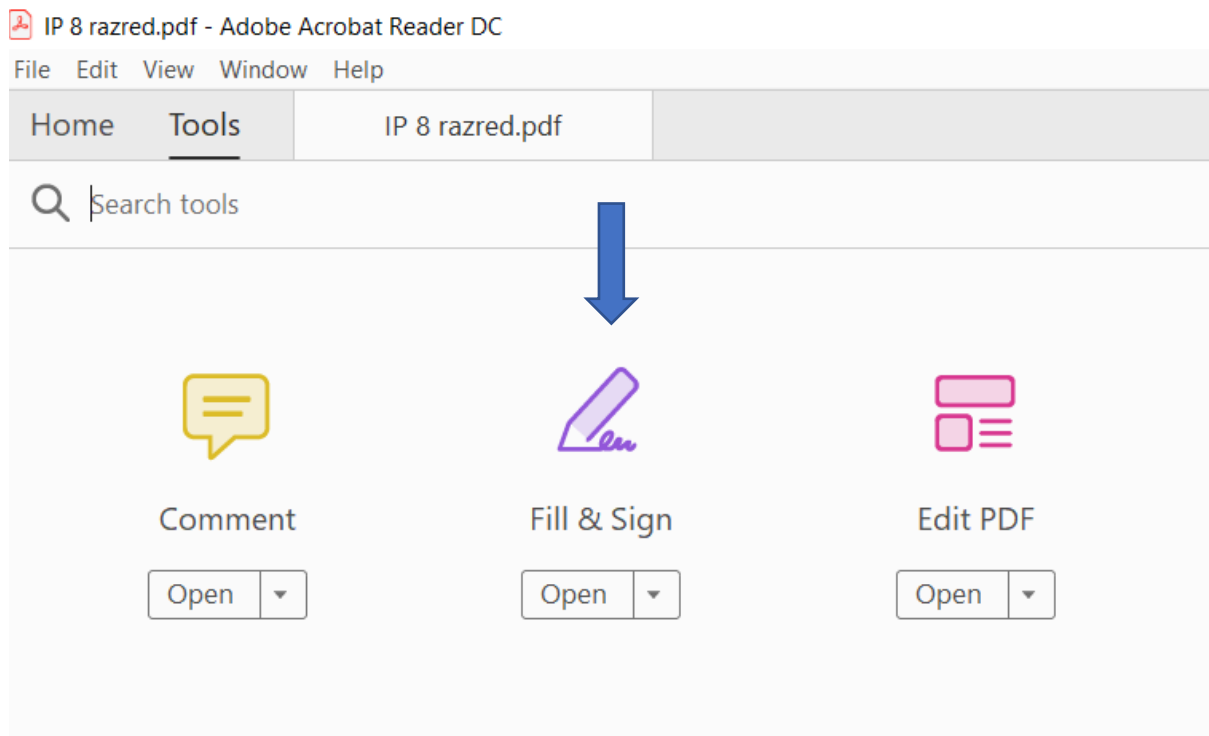 IP 8 razred.pdf - Adobe Acrobat Reader DC
File Edit View Window Help
Home Tools IP 8 razred.pdf
Search tools
Comment Fill & Sign Edit PDF
Open Open Open